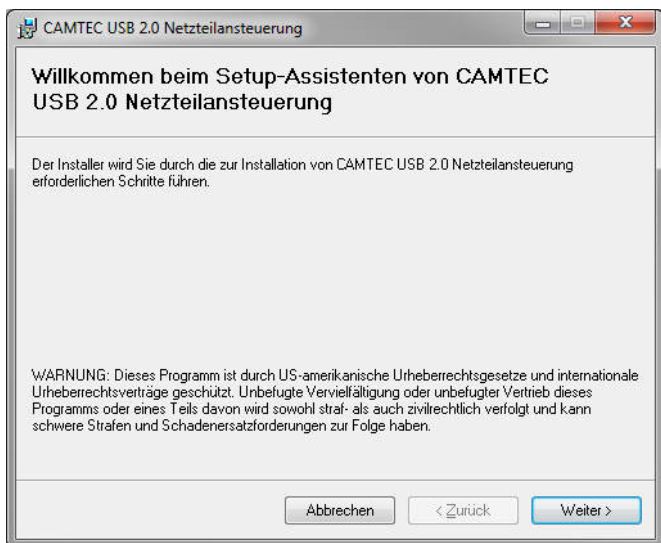 CAMTEC USB 2.0 Netzteilansteuerung
Willkommen beim Setup-Assistenten von CAMTEC
USB 2.0 Netzteilansteuerung
Der Installer wird Sie durch die zur Installation von CAMTEC USB 2.0 Netzteilansteuerung
erforderlichen Schritte führen.
WARNUNG: Dieses Programm ist durch US-amerikanische Urheberrechtsgesetze und internationale
Urheberrechtsverträge geschützt. Unbefugte Vervielfältigung oder unbefugter Vertrieb dieses
Programms oder eines Teils davon wird sowohl straf- als auch zivilrechtlich verfolgt und kann
schwere Strafen und Schadenersatzforderungen zur Folge haben.
Abbrechen < Zurück Weiter >